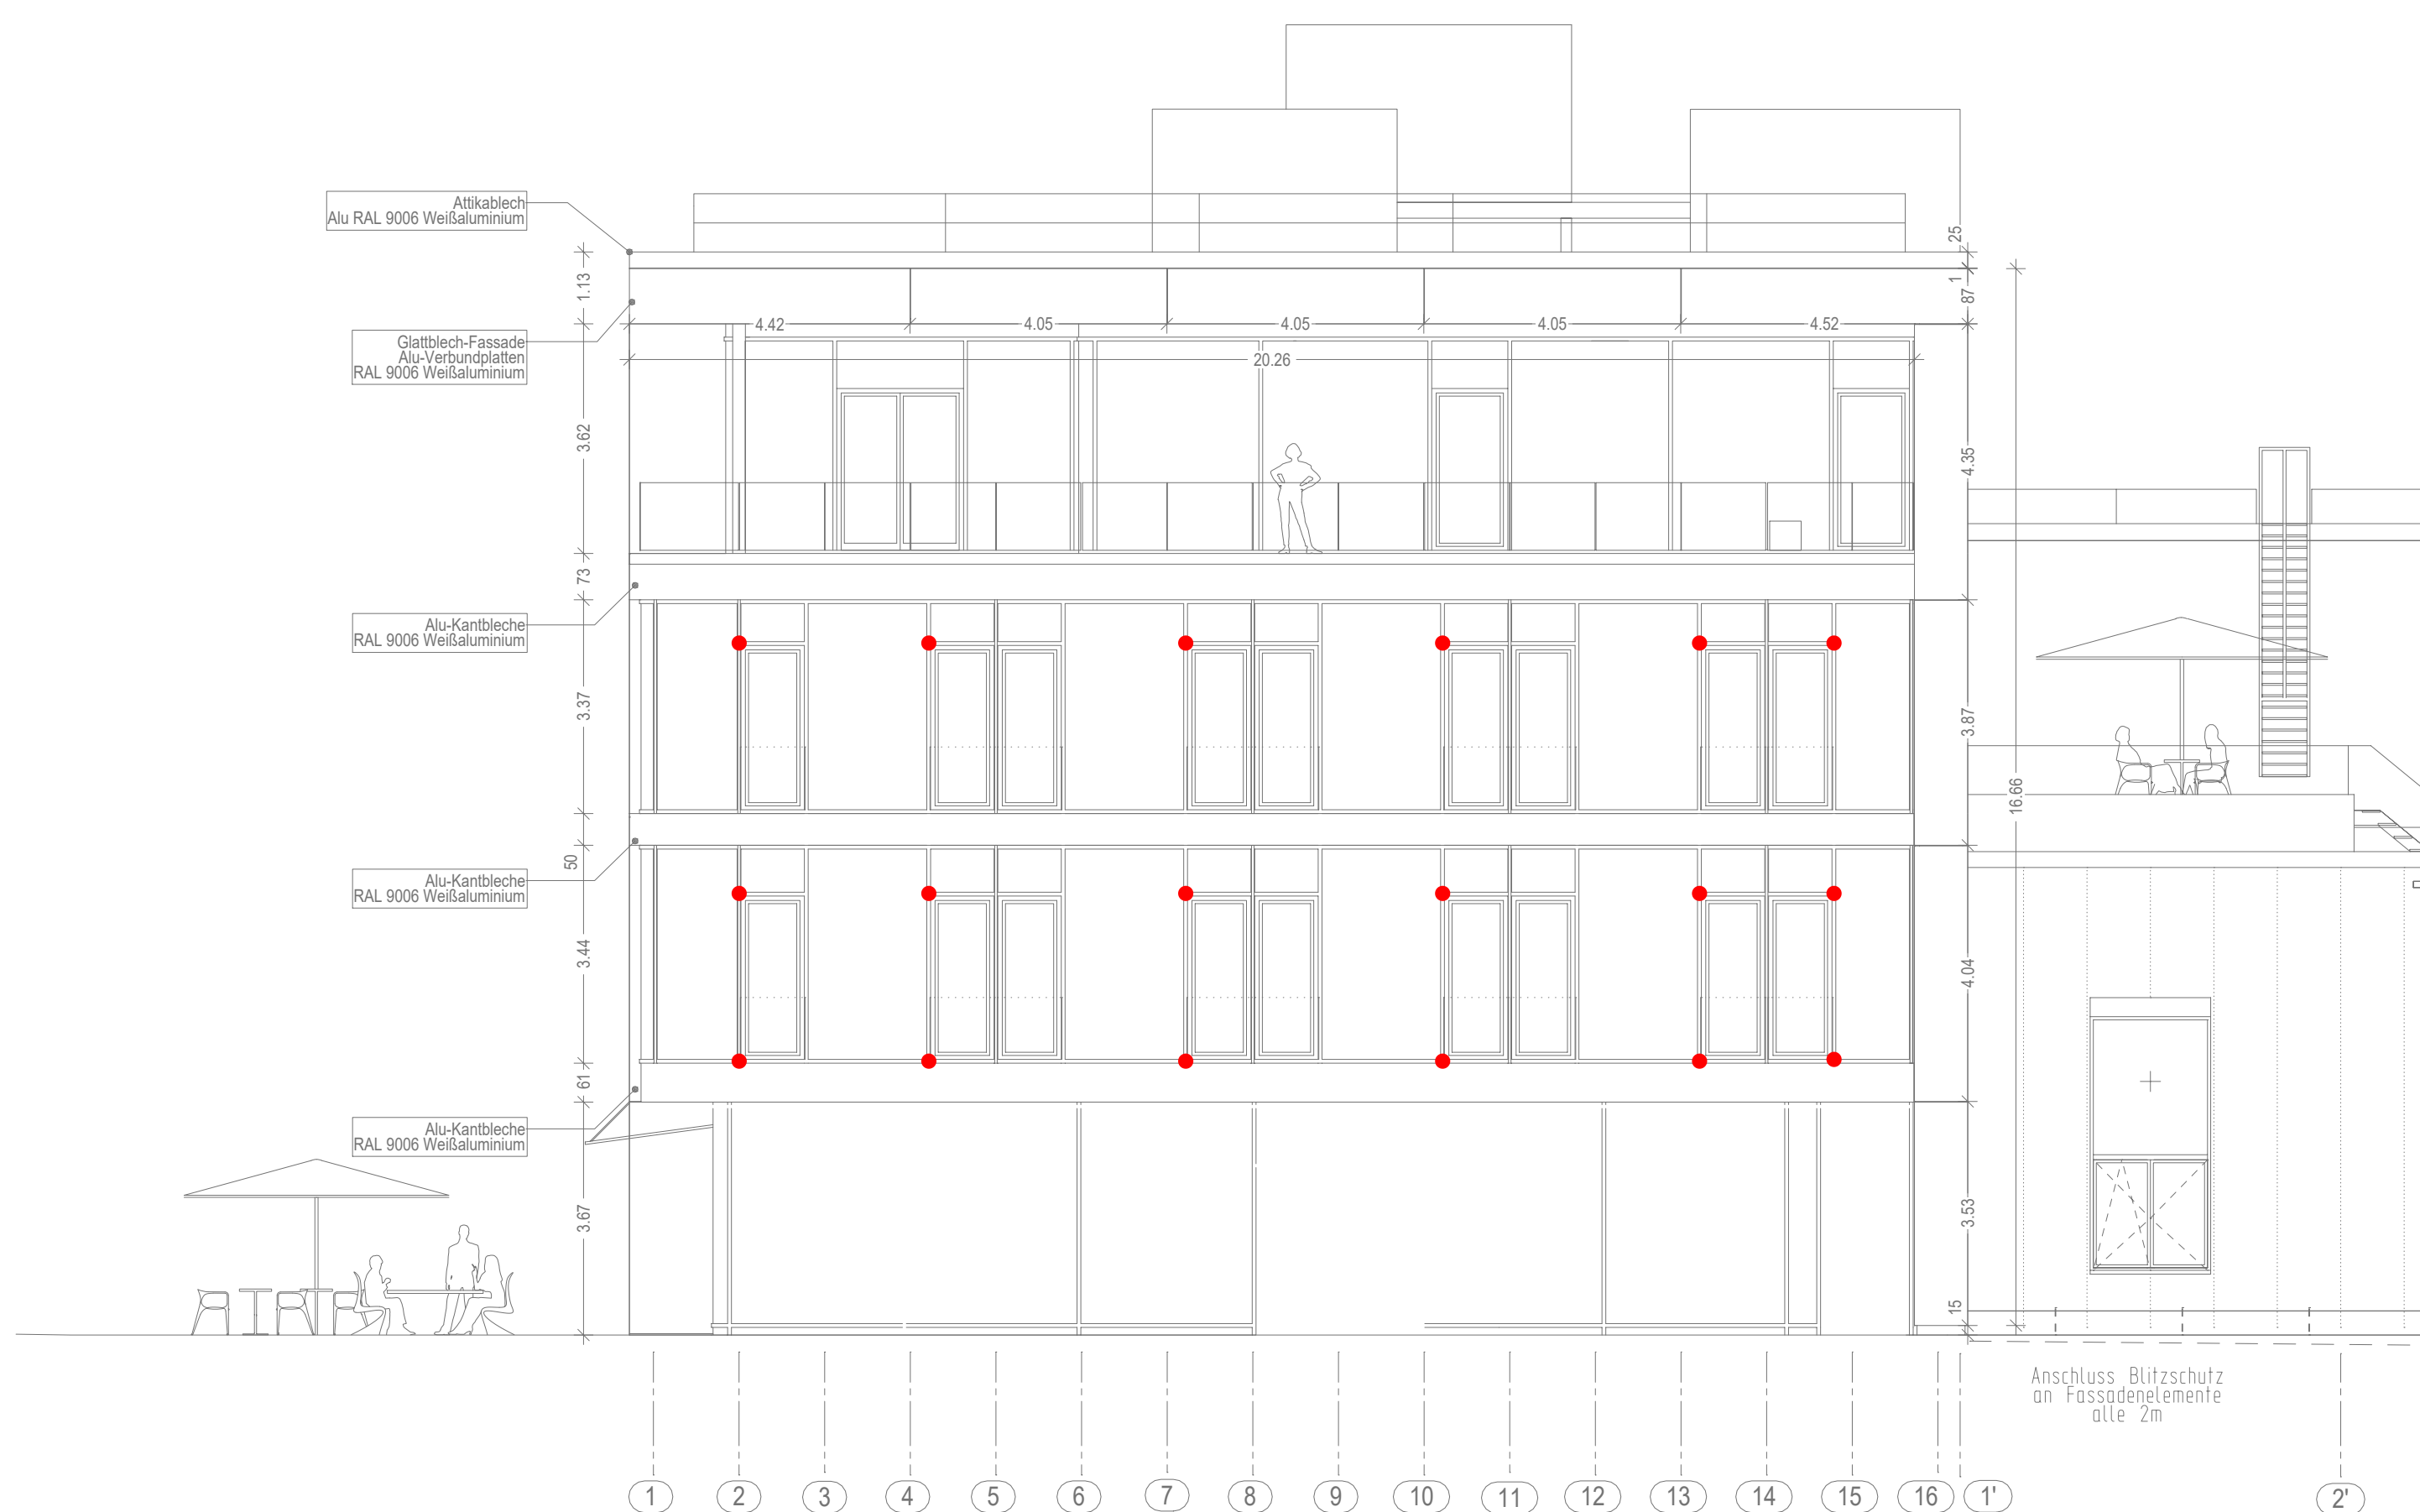 Attikablech
Alu RAL 9006 Weißaluminium
25
1.13
1
87
4.42
4.05
4.05
4.05
4.52
Glattblech-Fassade
Alu-Verbundplatten
RAL 9006 Weißaluminium
20.26
3.62
4.35
73
Alu-Kantbleche
RAL 9006 Weißaluminium
3.37
3.87
16.66
50
Alu-Kantbleche
RAL 9006 Weißaluminium
3.44
4.04
61
Alu-Kantbleche
RAL 9006 Weißaluminium
3.67
3.53
15
Anschluss Blitzschutz
an Fassadenelemente
alle 2m
1 2 3 4 5 6 7 8 9 10 11 12 13 14 15 16 1' 2'